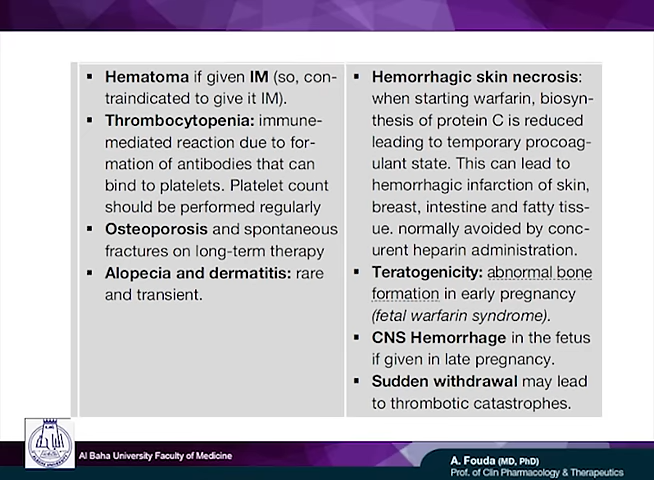 ▪ Hematoma if given IM (so, con-
traindicated to give it IM).
▪ Thrombocytopenia: immune-
mediated reaction due to for-
mation of antibodies that can
bind to platelets. Platelet count
should be performed regularly
▪ Osteoporosis and spontaneous
fractures on long-term therapy
▪ Alopecia and dermatitis: rare
and transient.
▪ Hemorrhagic skin necrosis:
when starting warfarin, biosyn-
thesis of protein C is reduced
leading to temporary procoag-
ulant state. This can lead to
hemorrhagic infarction of skin,
breast, intestine and fatty tiss-
ue. normally avoided by conc-
urent heparin administration.
▪ Teratogenicity: abnormal bone
formation in early pregnancy
(fetal warfarin syndrome).
▪ CNS Hemorrhage in the fetus
if given in late pregnancy.
▪ Sudden withdrawal may lead
to thrombotic catastrophes.
Al Baha University Faculty of Medicine
A. Fouda (MD, PhD)
Prof. of Clin Pharmacology & Therapeutics